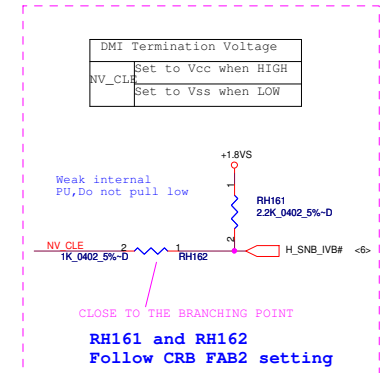 DMI Termination Voltage
NV_CLE
Set to Vcc when HIGH
Set to Vss when LOW
+1.8VS
Weak internal
PU,Do not pull low
1
RH161
2.2K_0402_5%~D
2
NV_CLE
2
1
H_SNB_IVB#
<6>
1K_0402_5%~D
RH162
CLOSE TO THE BRANCHING POINT
RH161 and RH162
Follow CRB FAB2 setting